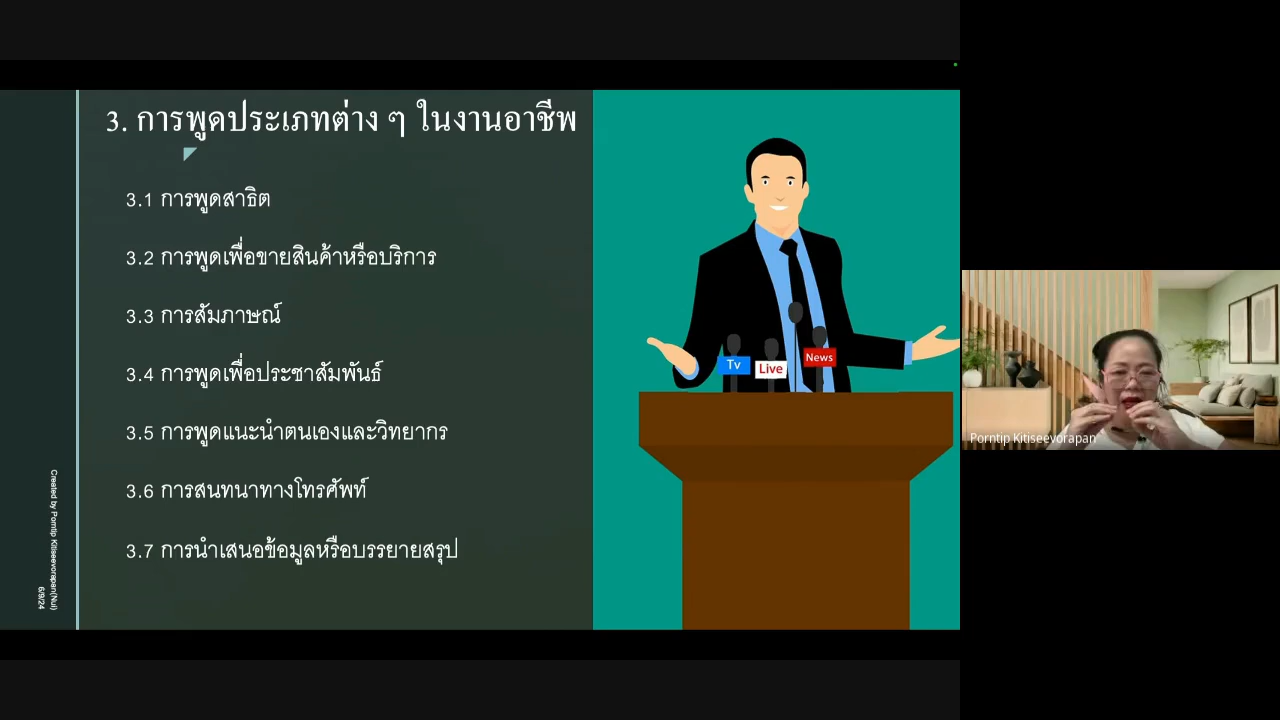 3. การพูดประเภทต่าง ๆ ในงานอาชีพ
3.1 การพูดสาธิต
3.2 การพูดเพื่อขายสินค้าหรือบริการ
3.3 การสัมภาษณ์
3.4 การพูดเพื่อประชาสัมพันธ์
3.5 การพูดแนะนำตนเองและวิทยากร
3.6 การสนทนาทางโทรศัพท์
3.7 การนำเสนอข้อมูลหรือบรรยายสรุป
Created by Porntip Kitiseevorapan(Nui)
6/9/24
Tv
Live
News
Porntip Kitiseevorapan